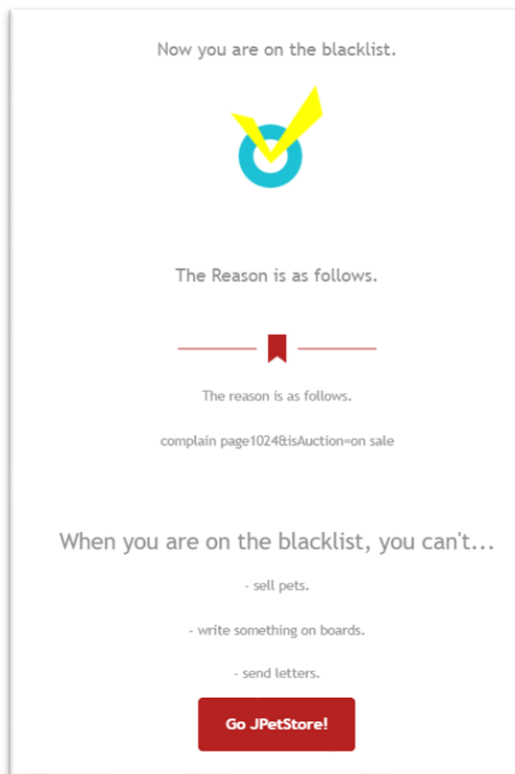 Now you are on the blacklist.
The Reason is as follows.
The reason is as follows.
complain page1024&isAuction=on sale
When you are on the blacklist, you can't...
- sell pets.
- write something on boards.
- send letters.
Go JPetStore!